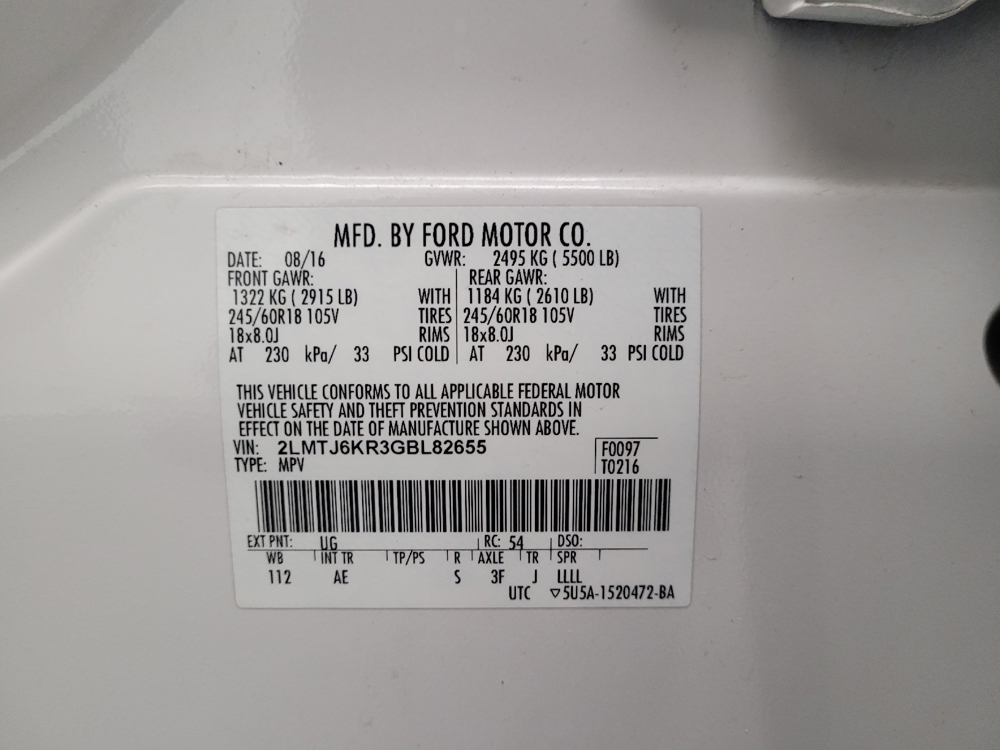 MFD. BY FORD MOTOR CO.
DATE: 08/16 GVWR: 2495 KG ( 5500 LB)
FRONT GAWR: REAR GAWR:
1322 KG ( 2915 LB) WITH 1184 KG ( 2610 LB) WITH
245/60R18 105V TIRES 245/60R18 105V TIRES
18x8.0J RIMS 18x8.0J RIMS
AT 230 kPa/ 33 PSI COLD AT 230 kPa/ 33 PSI COLD
THIS VEHICLE CONFORMS TO ALL APPLICABLE FEDERAL MOTOR
VEHICLE SAFETY AND THEFT PREVENTION STANDARDS IN
EFFECT ON THE DATE OF MANUFACTURE SHOWN ABOVE.
VIN: 2LMTJ6KR3GBL82655 F0097
TYPE: MPV T0216
EXT PNT: UG RC: 54 DSO:
WB INT TR TP/PS R AXLE TR SPR
112 AE S 3F J LLLL
UTC ▽5U5A-1520472-BA